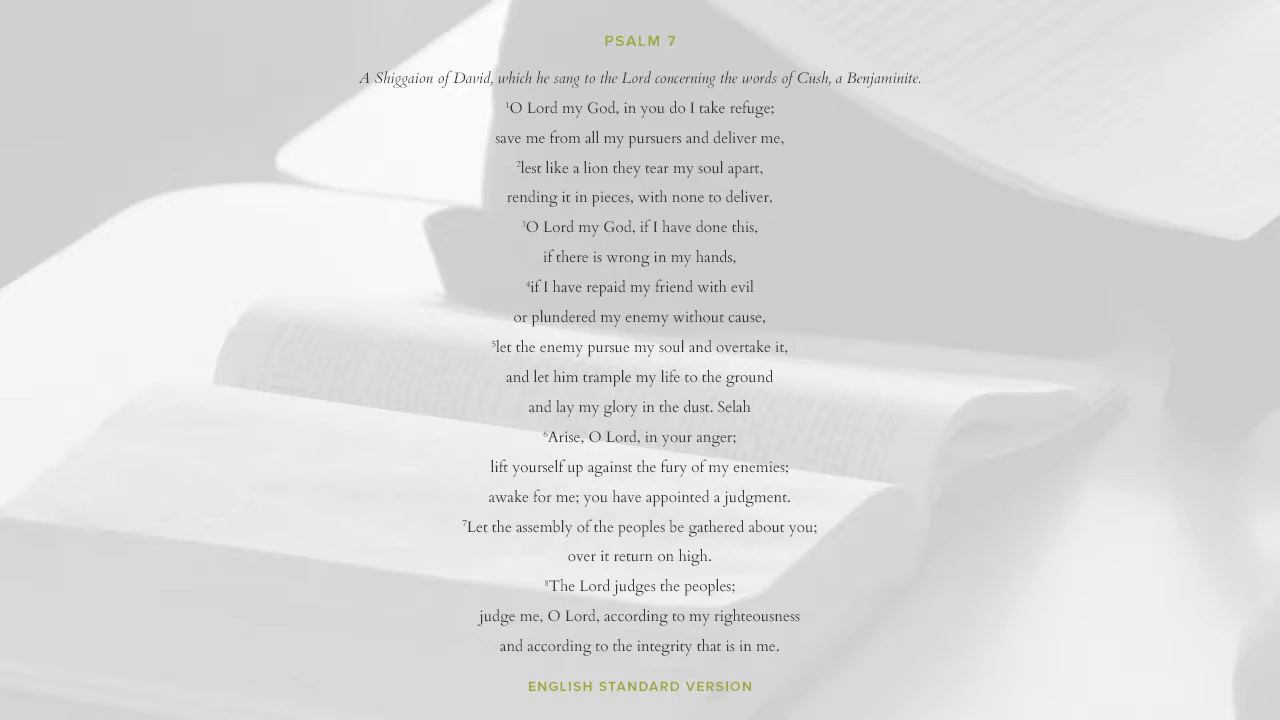 PSALM 7
A Shiggaion of David, which he sang to the Lord concerning the words of Cush, a Benjaminite.
¹O Lord my God, in you do I take refuge;
save me from all my pursuers and deliver me,
²lest like a lion they tear my soul apart,
rending it in pieces, with none to deliver.
³O Lord my God, if I have done this,
if there is wrong in my hands,
⁴if I have repaid my friend with evil
or plundered my enemy without cause,
⁵let the enemy pursue my soul and overtake it,
and let him trample my life to the ground
and lay my glory in the dust. Selah
⁶Arise, O Lord, in your anger;
lift yourself up against the fury of my enemies;
awake for me; you have appointed a judgment.
⁷Let the assembly of the peoples be gathered about you;
over it return on high.
⁸The Lord judges the peoples;
judge me, O Lord, according to my righteousness
and according to the integrity that is in me.
ENGLISH STANDARD VERSION